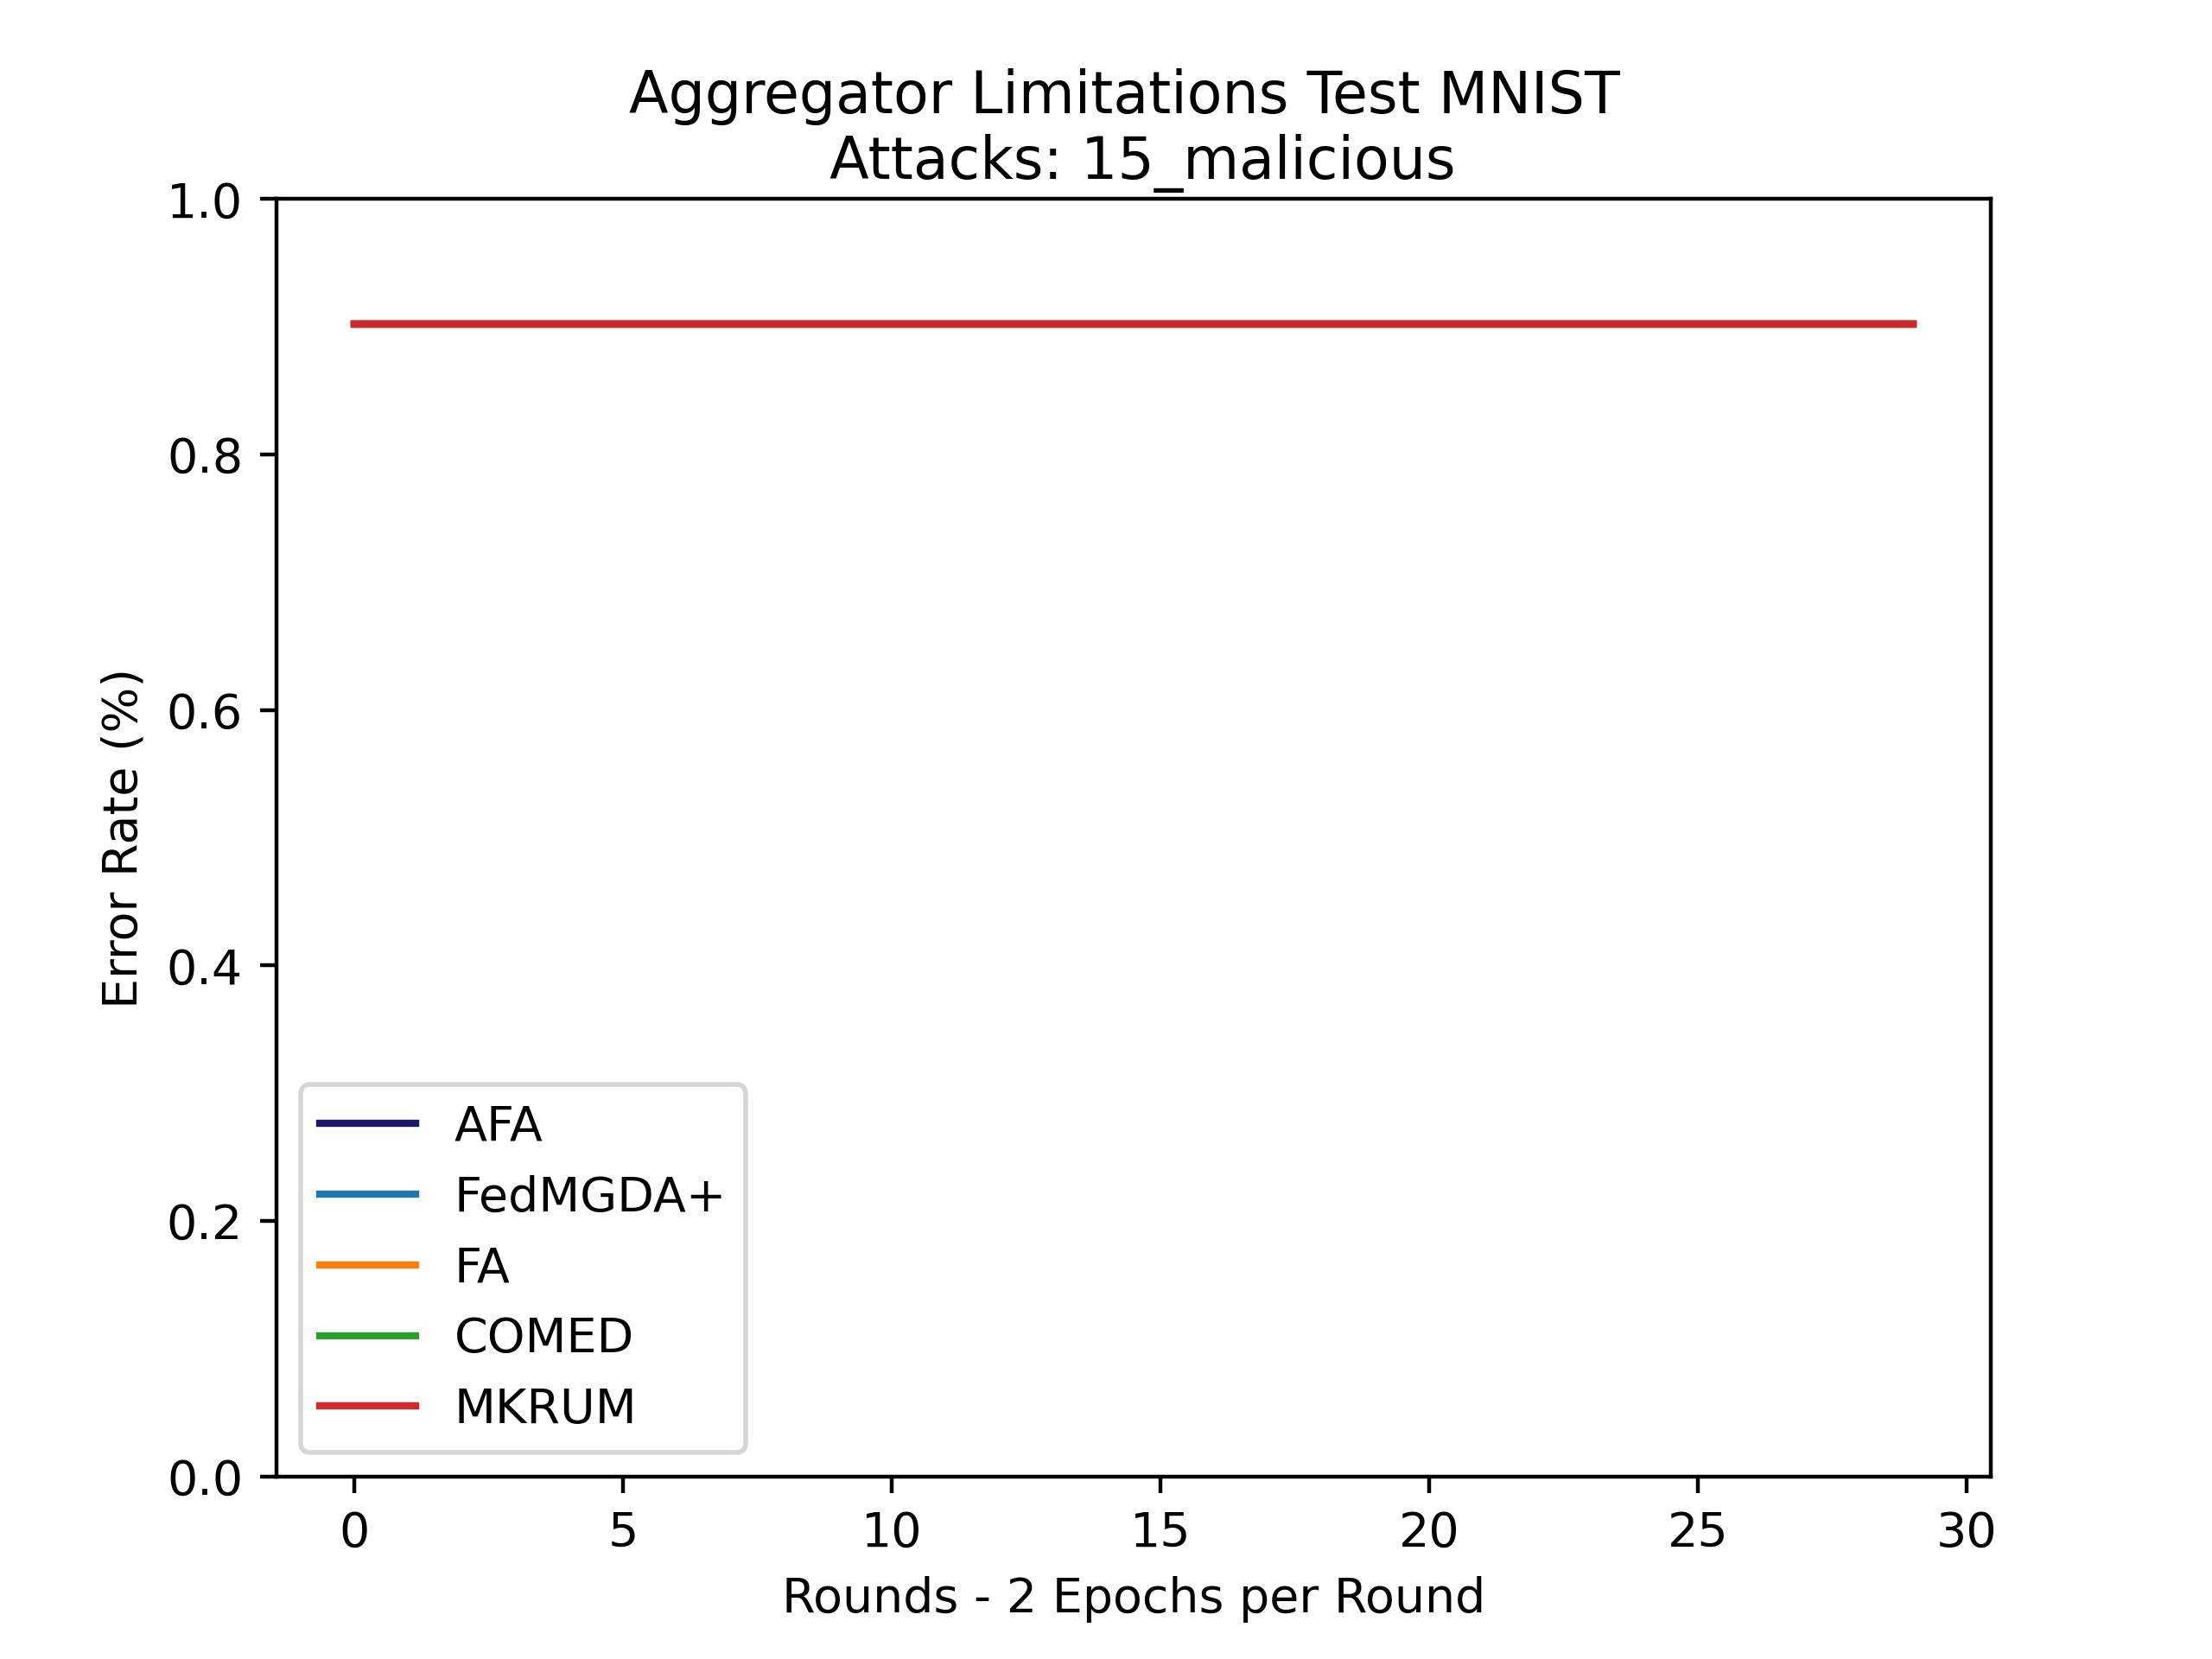 Aggregator Limitations Test MNIST
Attacks: 15_malicious
1.0
0.8
0.6
0.4
0.2
0.0
Error Rate (%)
AFA
FedMGDA+
FA
COMED
MKRUM
0 5 10 15 20 25 30
Rounds - 2 Epochs per Round